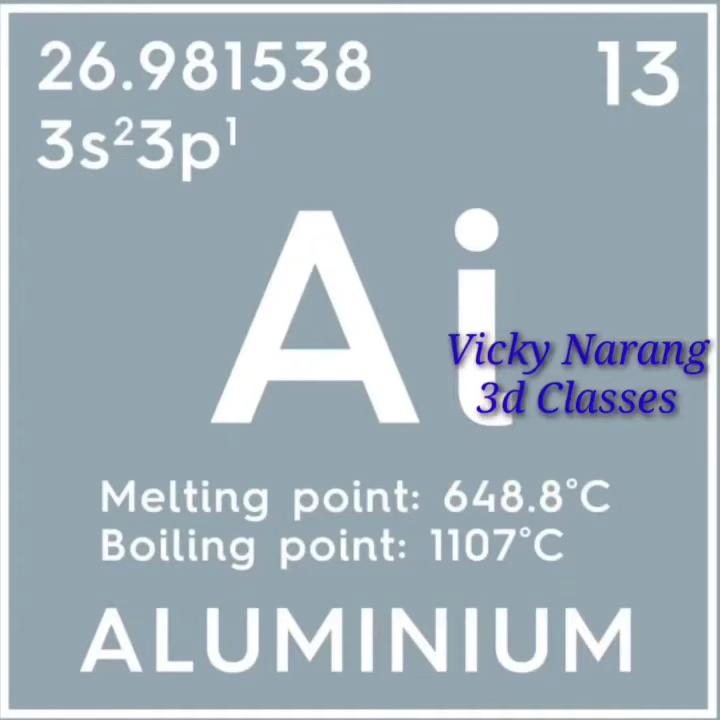 26.981538
13
3s²3p¹
Ai
Vicky Narang
3d Classes
Melting point: 648.8°C
Boiling point: 1107°C
ALUMINIUM